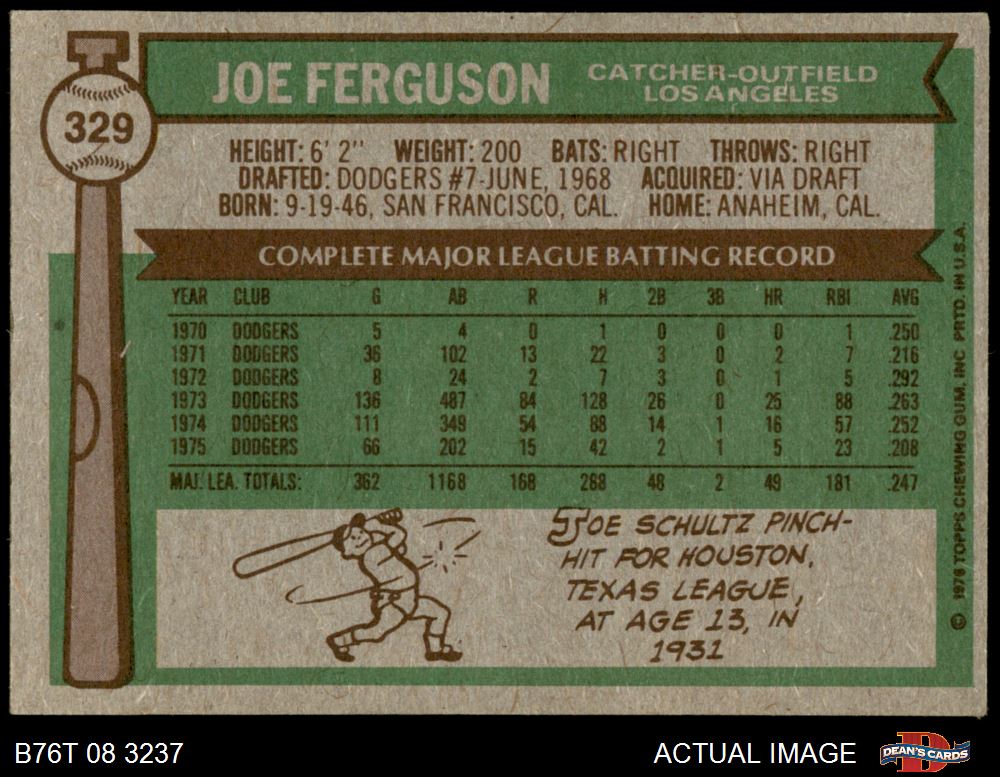 329
JOE FERGUSON
CATCHER-OUTFIELD
LOS ANGELES
HEIGHT: 6' 2" WEIGHT: 200 BATS: RIGHT THROWS: RIGHT
DRAFTED: DODGERS #7-JUNE, 1968 ACQUIRED: VIA DRAFT
BORN: 9-19-46, SAN FRANCISCO, CAL. HOME: ANAHEIM, CAL.
COMPLETE MAJOR LEAGUE BATTING RECORD
YEAR CLUB G AB R H 2B 3B HR RBI AVG
1970 DODGERS 5 4 0 1 0 0 0 1 .250
1971 DODGERS 36 102 13 22 3 0 2 7 .216
1972 DODGERS 8 24 2 7 3 0 1 5 .292
1973 DODGERS 136 487 84 128 26 0 25 88 .263
1974 DODGERS 111 349 54 88 14 1 16 57 .252
1975 DODGERS 66 202 15 42 2 1 5 23 .208
MAJ. LEA. TOTALS: 362 1168 168 288 48 2 49 181 .247
JOE SCHULTZ PINCH-
HIT FOR HOUSTON,
TEXAS LEAGUE,
AT AGE 13, IN
1931
© 1976 TOPPS CHEWING GUM, INC PRTD. IN U.S.A.
B76T 08 3237
ACTUAL IMAGE
DEAN'S CARDS